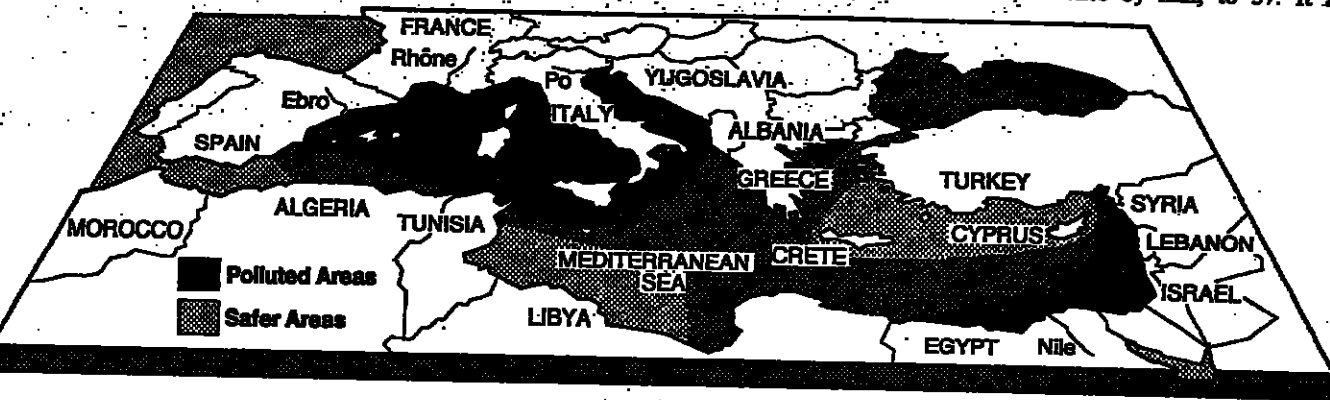 FRANCE
Rhône
Po
YUGOSLAVIA
Ebro
ITALY
SPAIN
ALBANIA
GREECE
TURKEY
ALGERIA
SYRIA
MOROCCO
TUNISIA
CYPRUS
LEBANON
MEDITERRANEAN
SEA
CRETE
Polluted Areas
ISRAEL
Safer Areas
LIBYA
EGYPT
Nile